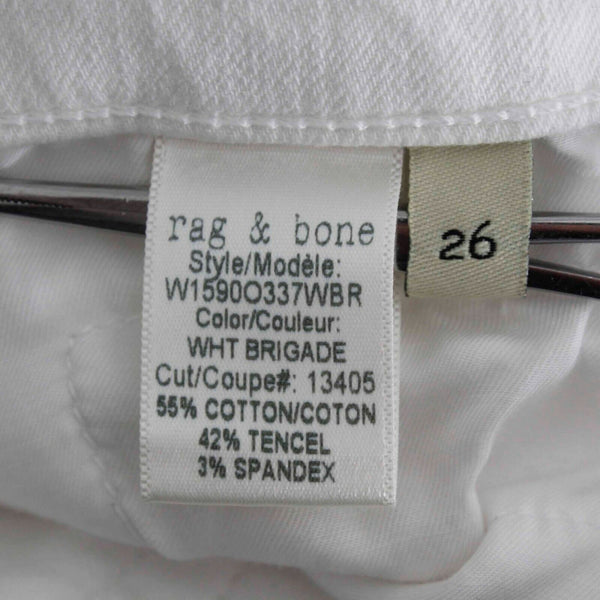 rag & bone
Style/Modèle:
W1590O337WBR
Color/Couleur:
WHT BRIGADE
Cut/Coupe#: 13405
55% COTTON/COTON
42% TENCEL
3% SPANDEX
26